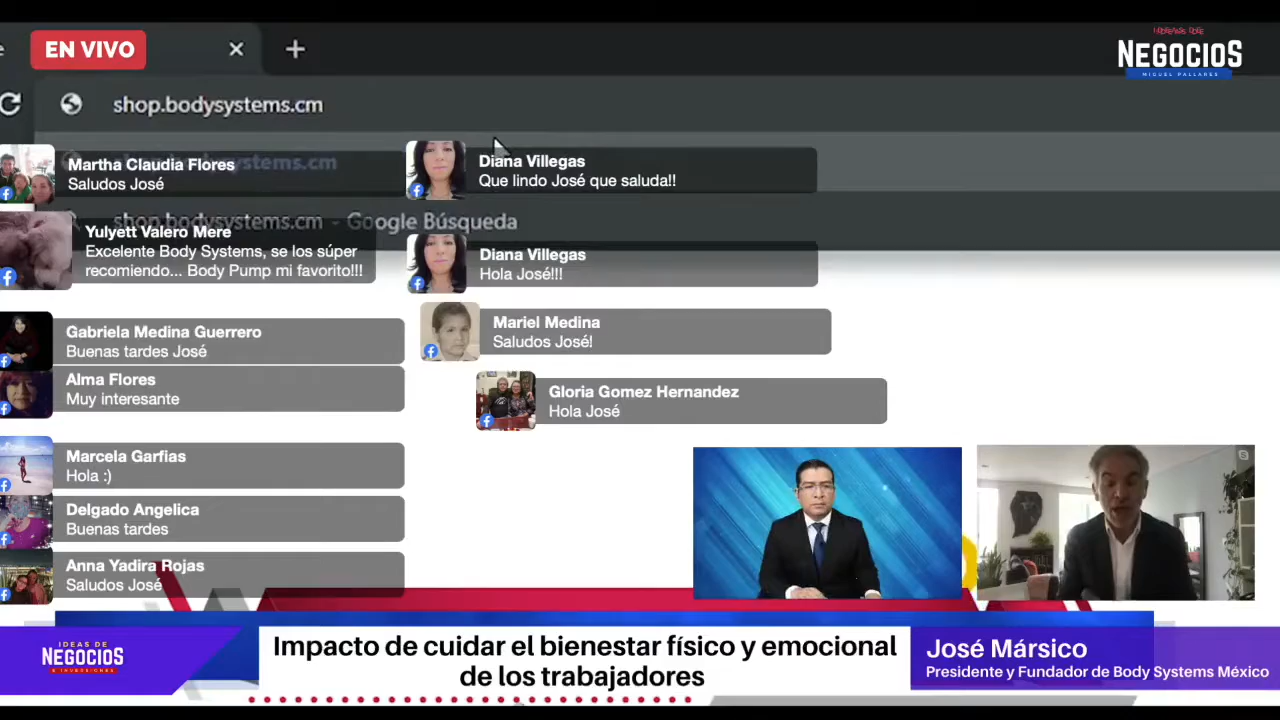 EN VIVO
IDEAS DE
NEGOCIOS
MIGUEL PALLARES
shop.bodysystems.cm
ystems.cm
Martha Claudia Flores
Saludos José
Diana Villegas
Que lindo José que saluda!!
shop.bodysystems.cm - Google Búsqueda
Yulyett Valero Mere
Excelente Body Systems, se los súper
recomiendo... Body Pump mi favorito!!!
Diana Villegas
Hola José!!!
Gabriela Medina Guerrero
Buenas tardes José
Mariel Medina
Saludos José!
Alma Flores
Muy interesante
Gloria Gomez Hernandez
Hola José
Marcela Garfias
Hola :)
Delgado Angelica
Buenas tardes
Anna Yadira Rojas
Saludos José
IDEAS DE
NEGOCIOS
E INVERSIONES
Impacto de cuidar el bienestar físico y emocional
de los trabajadores
José Mársico
Presidente y Fundador de Body Systems México